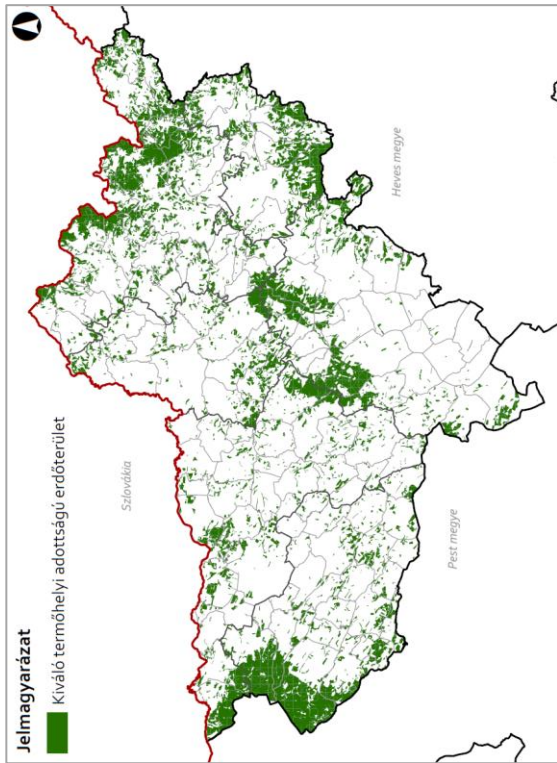 Jelmagyarázat
Kiváló termőhelyi adottságú erdőterület
Szlovákia
Pest megye
Heves megye